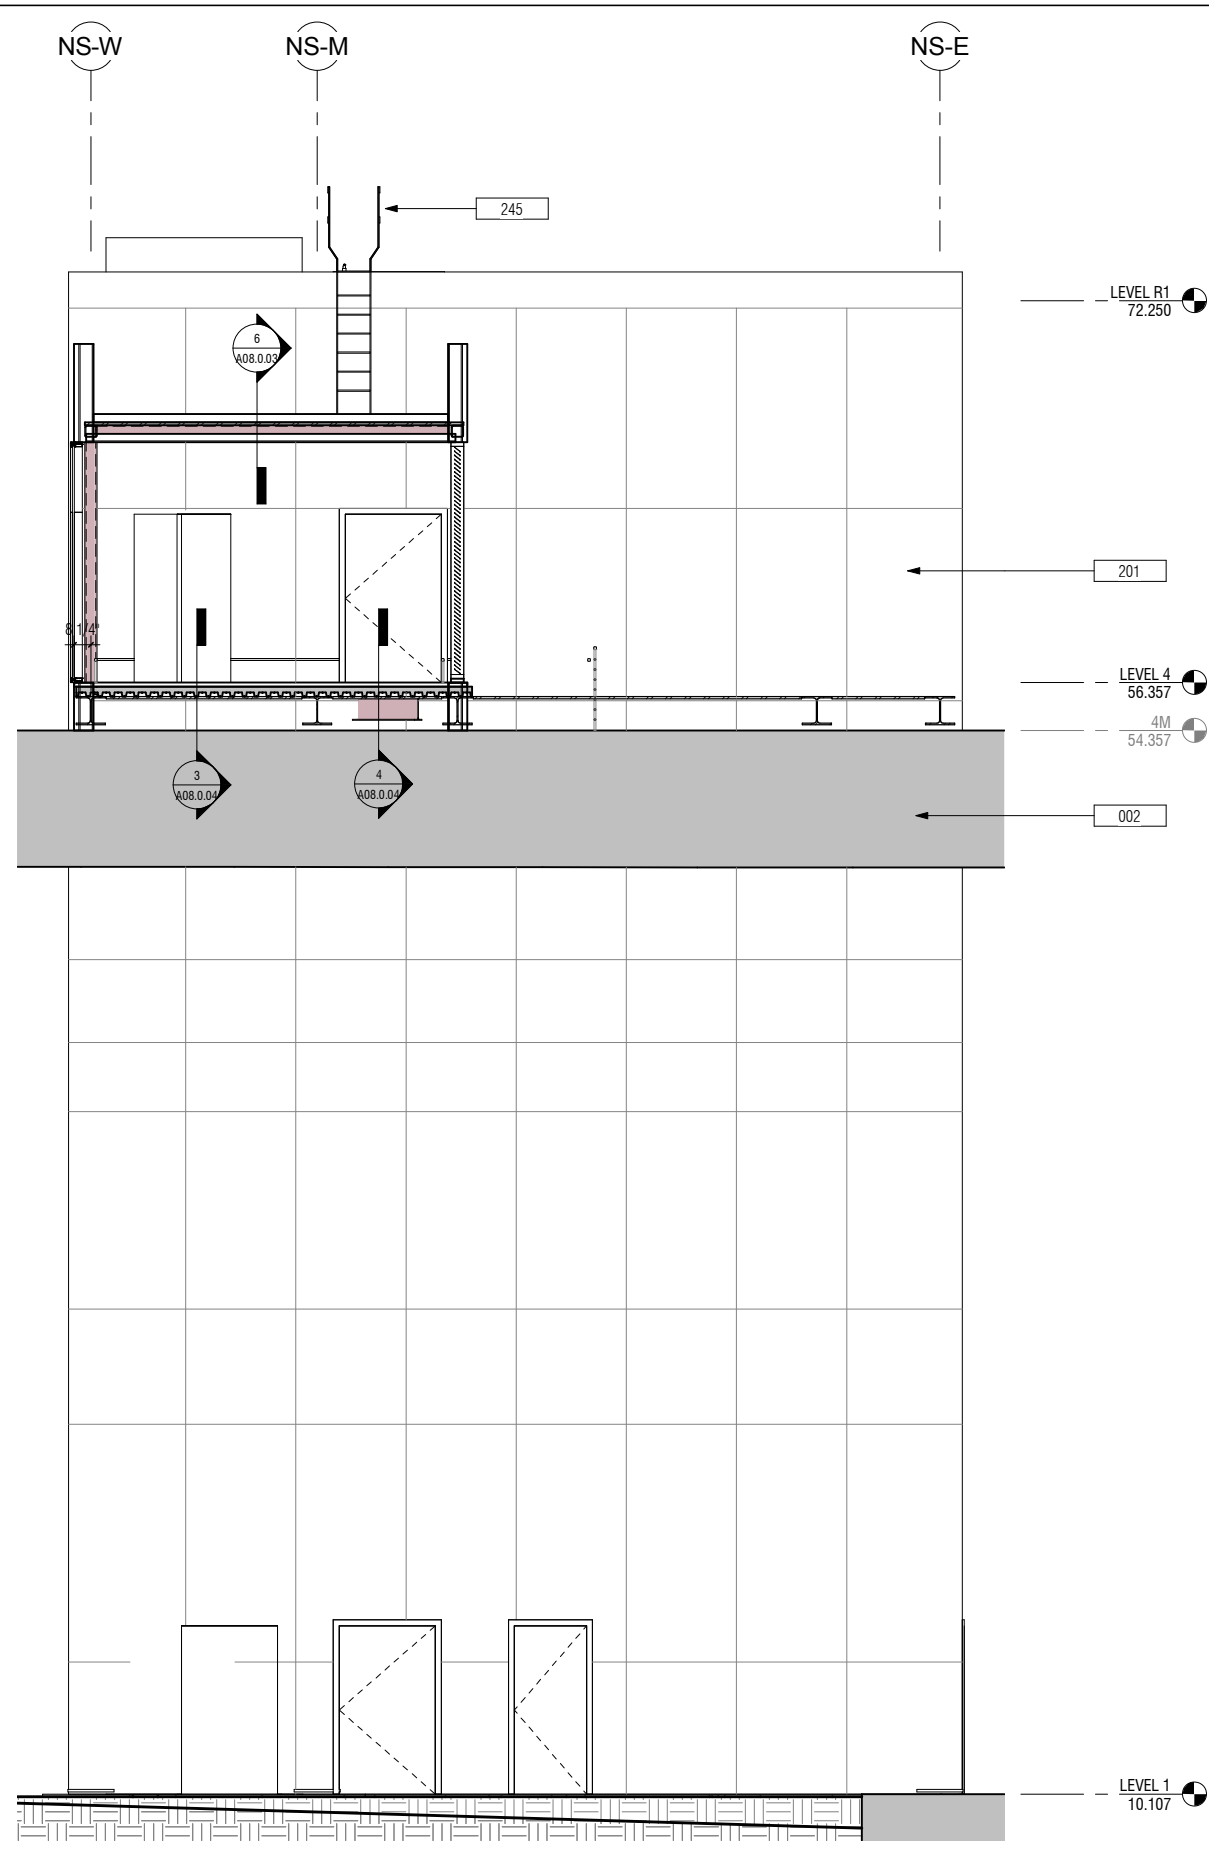 NS-W
NS-M
NS-E
245
LEVEL R1
72.250
6
A08.0.03
201
8 1/4"
LEVEL 4
56.357
4M
54.357
3
A08.0.04
4
A08.0.04
002
LEVEL 1
10.107